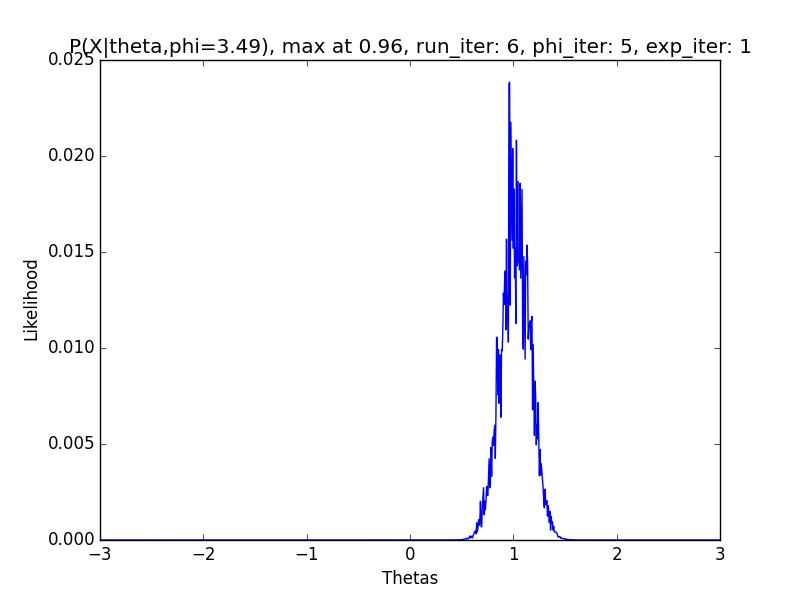 P(X|theta,phi=3.49), max at 0.96, run_iter: 6, phi_iter: 5, exp_iter: 1
0.025
0.020
0.015
0.010
0.005
0.000
Likelihood
−3 −2 −1 0 1 2 3
Thetas